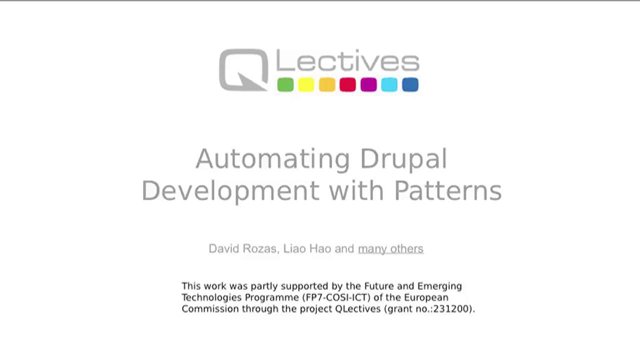 QLectives
Automating Drupal
Development with Patterns
David Rozas, Liao Hao and many others
This work was partly supported by the Future and Emerging
Technologies Programme (FP7-COSI-ICT) of the European
Commission through the project QLectives (grant no.:231200).